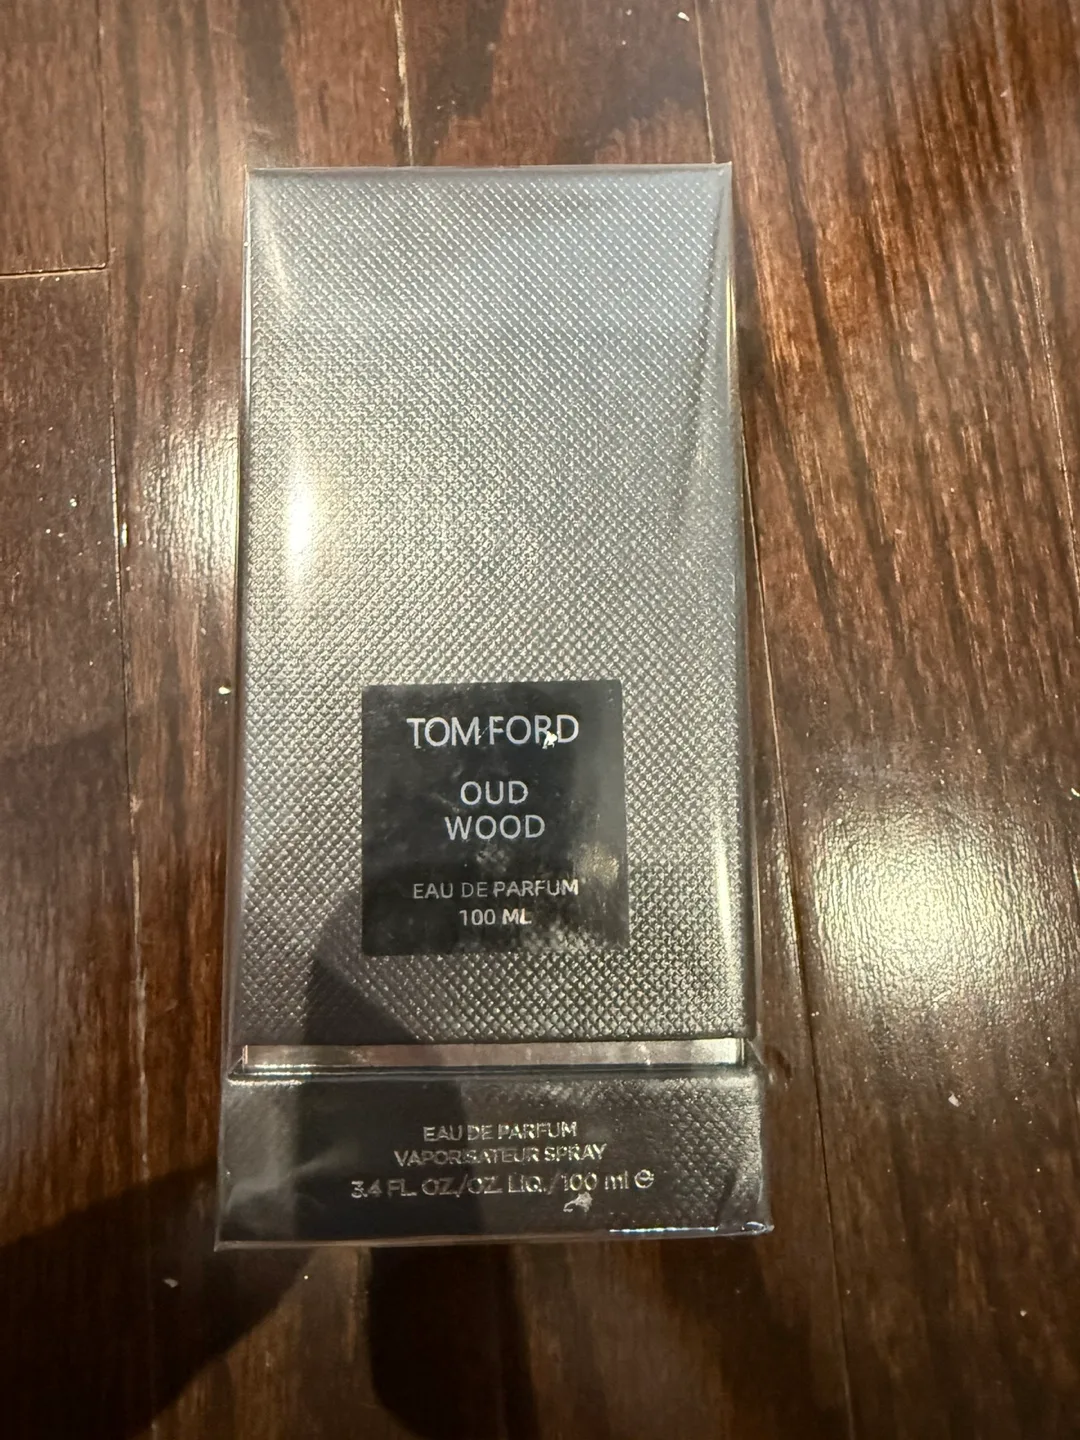 TOM FORD
OUD
WOOD
EAU DE PARFUM
100 ML
EAU DE PARFUM
VAPORISATEUR SPRAY
3.4 FL. OZ./OZ. LIQ./100 ml ℮